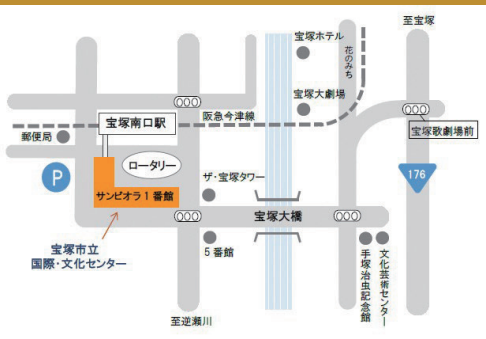 至宝塚
宝塚ホテル
花のみち
宝塚大劇場
宝塚南口駅
阪急今津線
宝塚歌劇場前
郵便局
ロータリー
P
ザ・宝塚タワー
176
サンビオラ1番館
宝塚大橋
宝塚市立
国際・文化センター
5番館
手塚治虫記念館
文化芸術センター
至逆瀬川